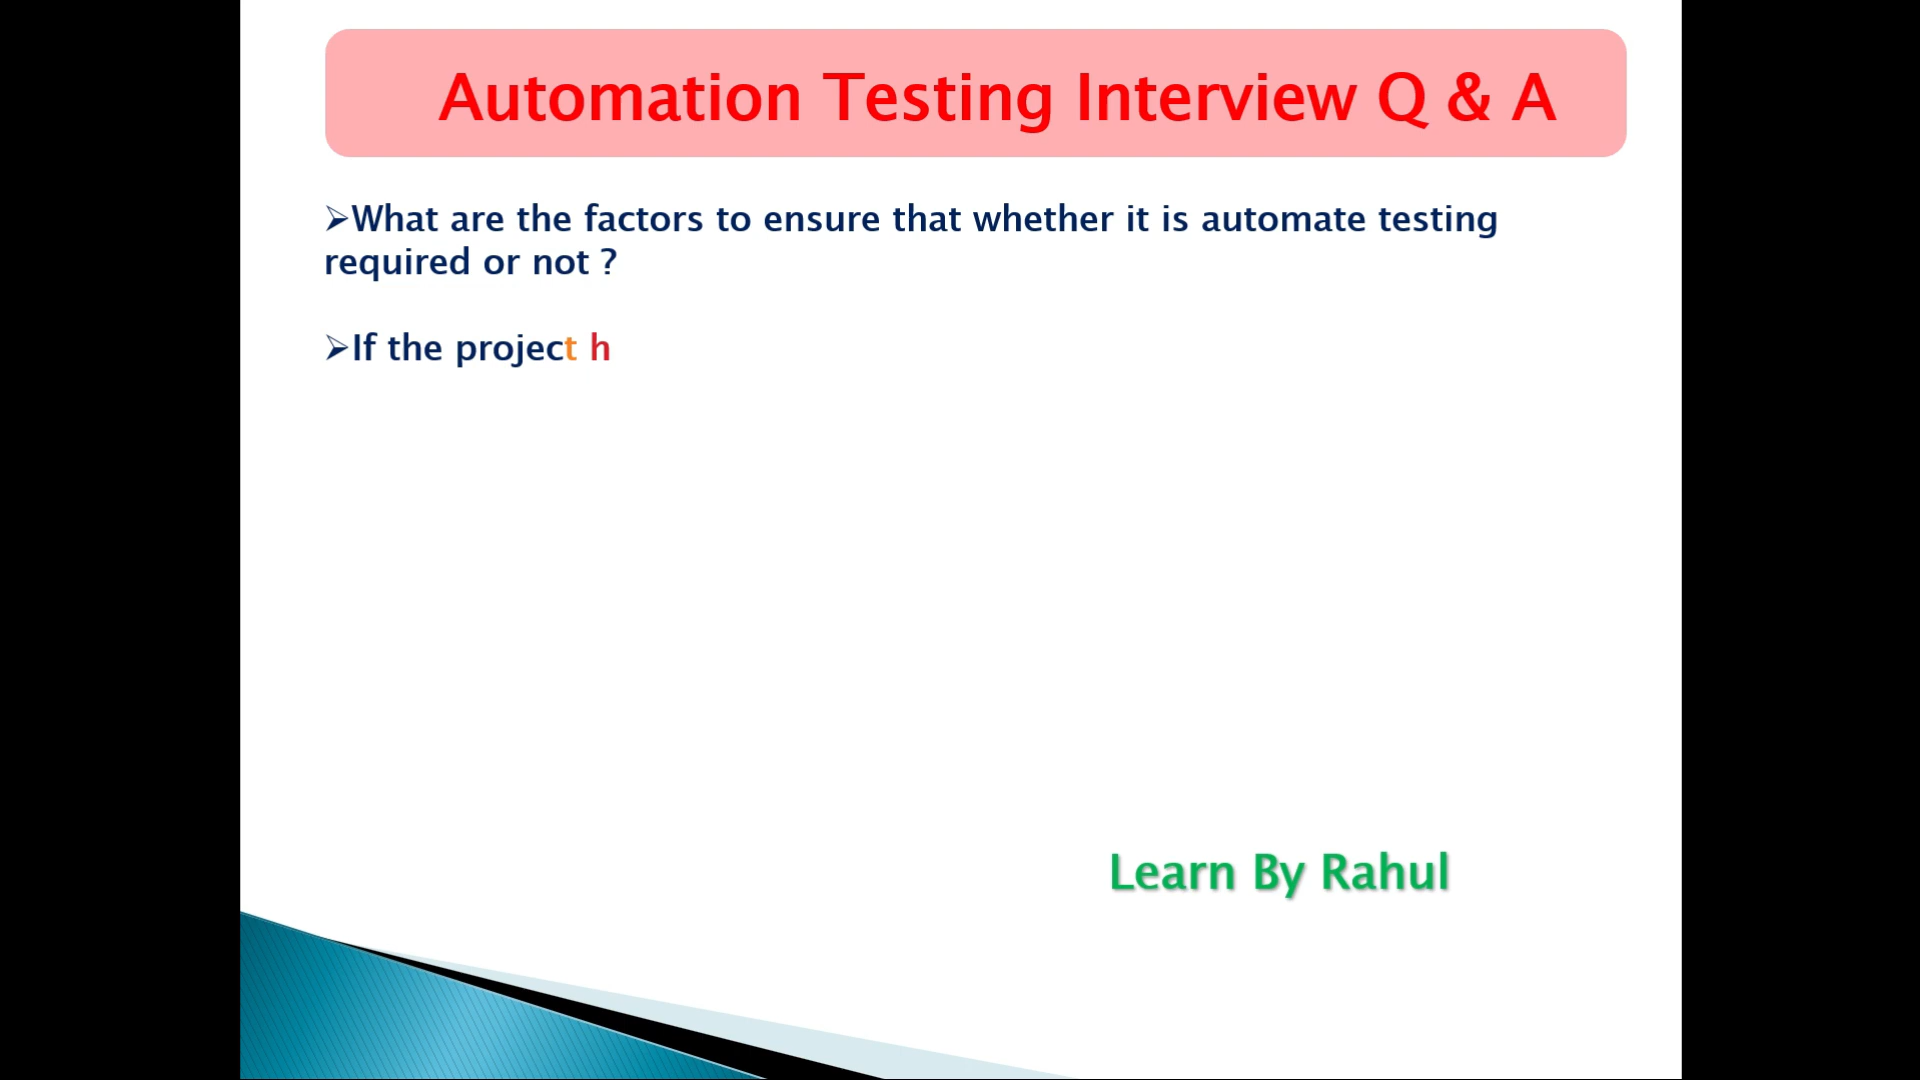 Automation Testing Interview Q & A
➢What are the factors to ensure that whether it is automate testing
required or not ?
➢If the project h
Learn By Rahul